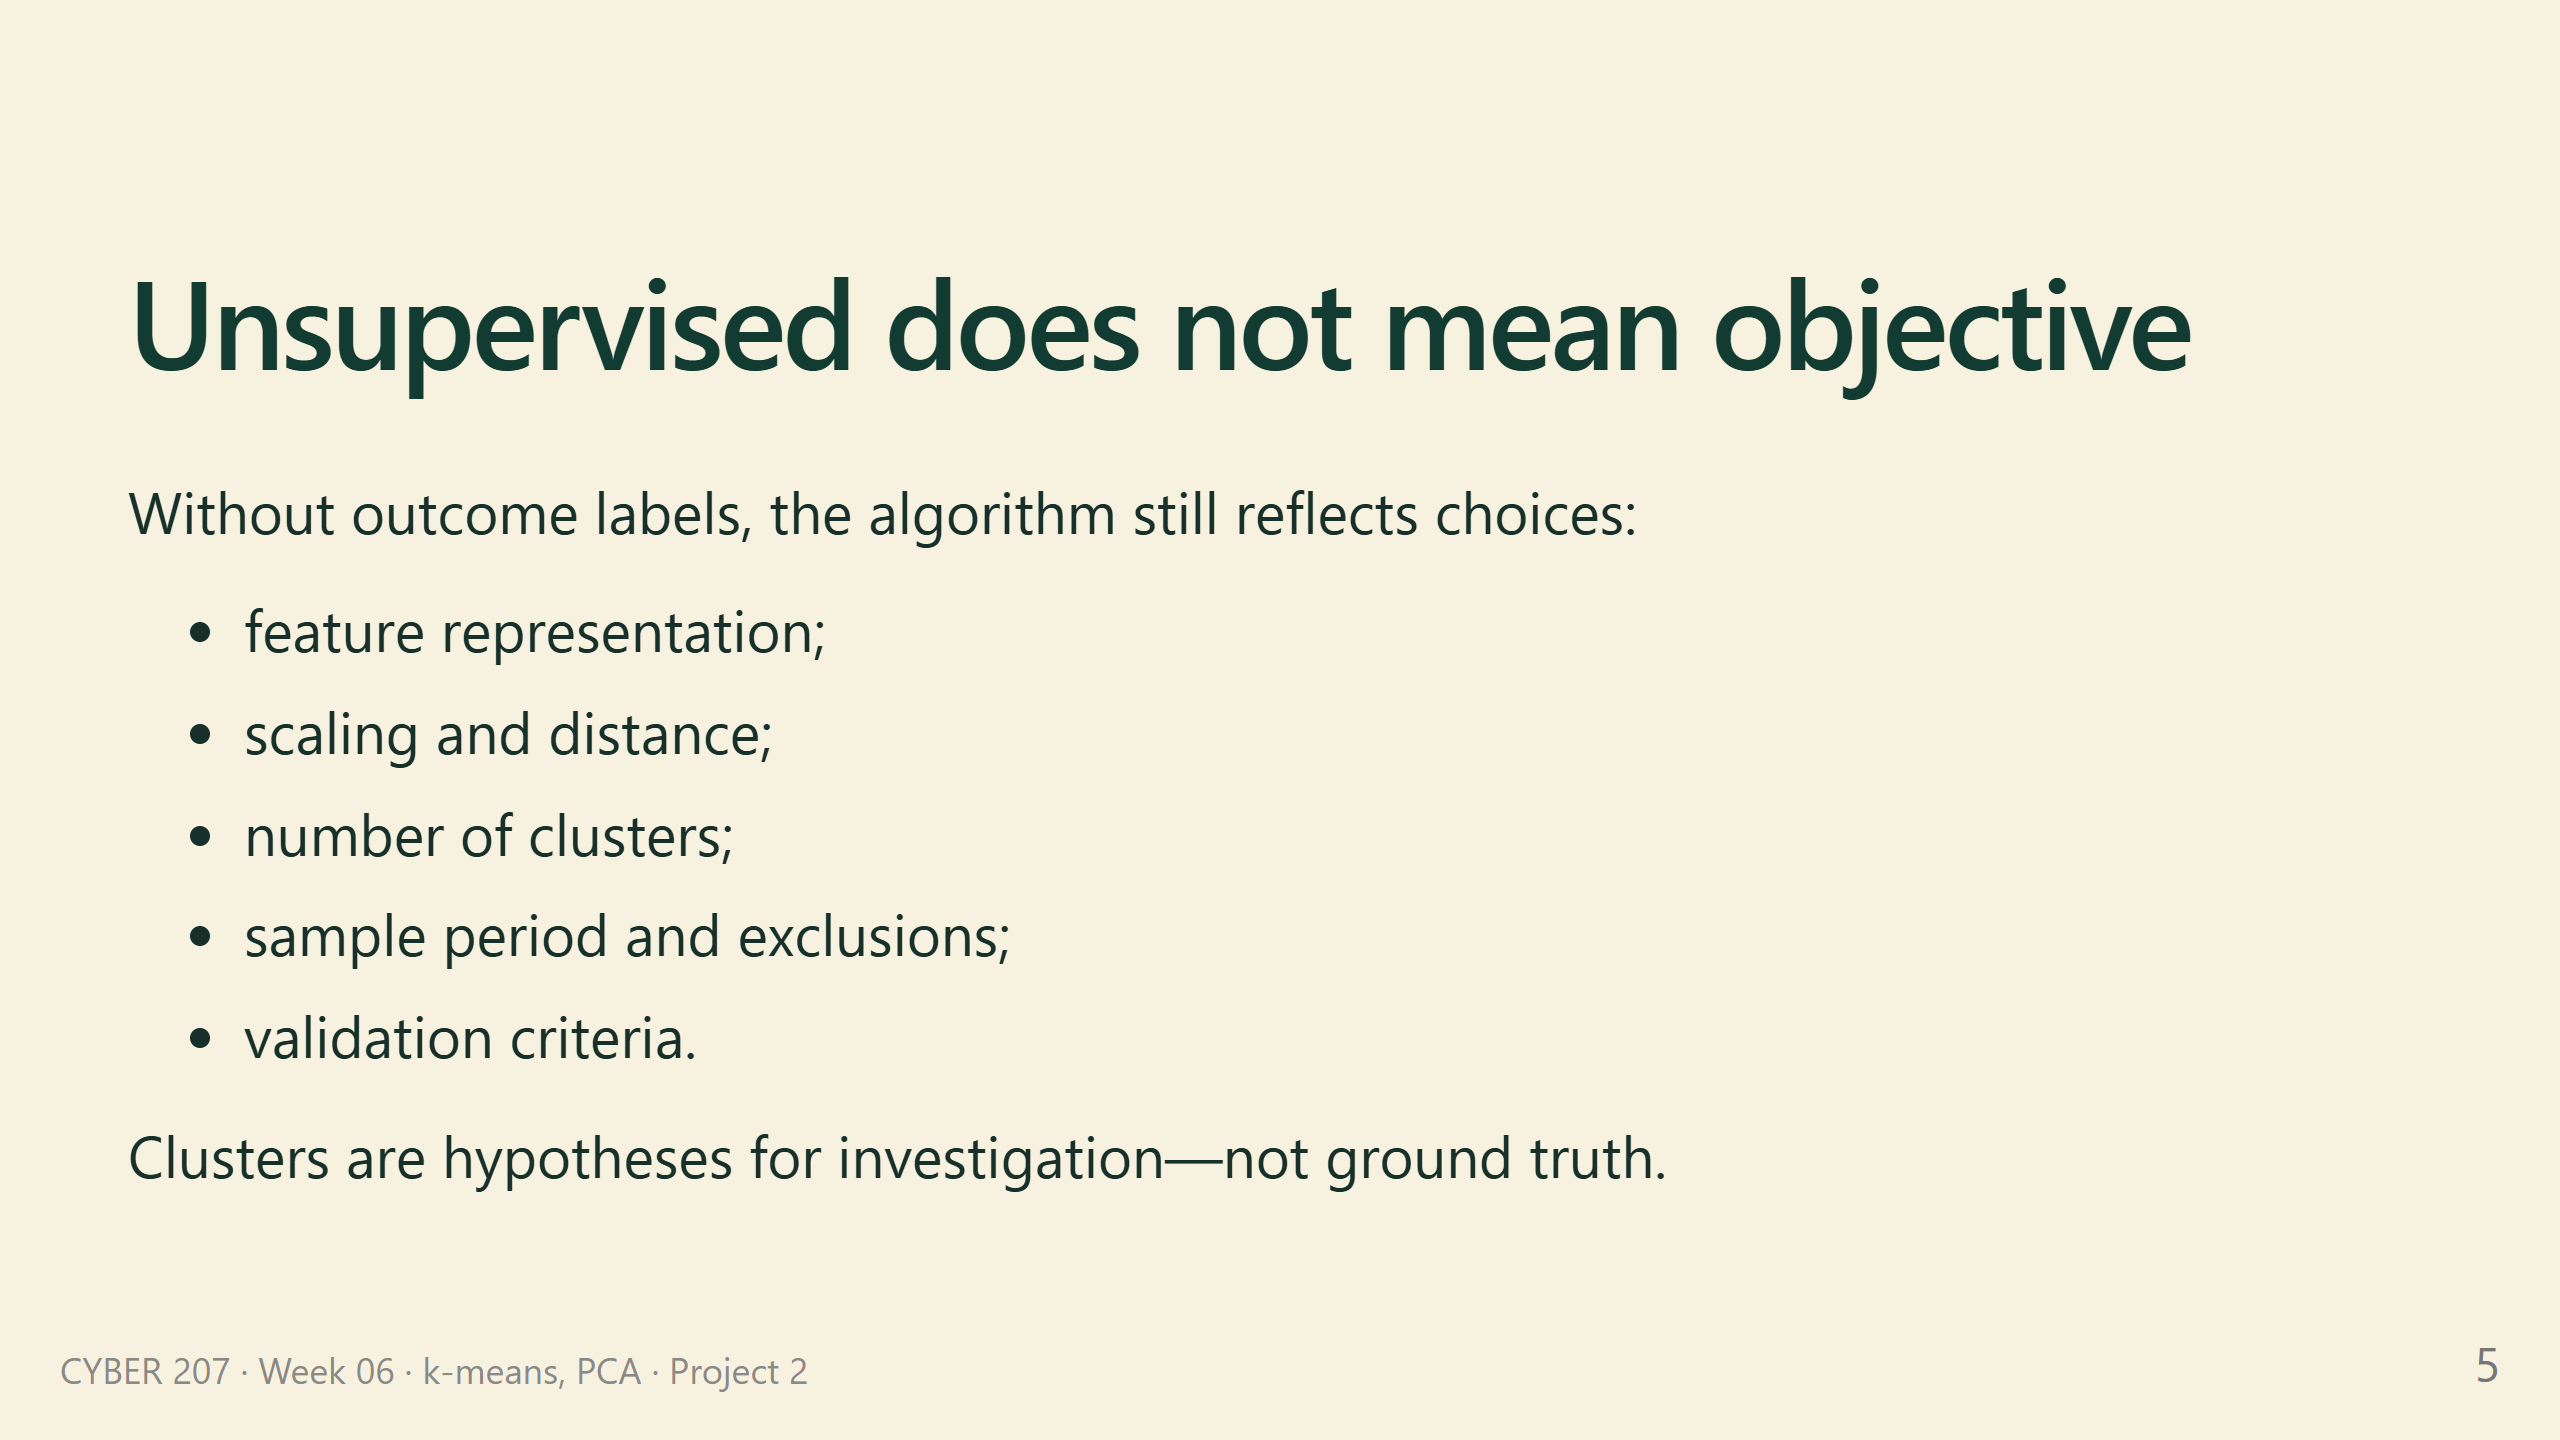 Unsupervised does not mean objective
Without outcome labels, the algorithm still reflects choices:
• feature representation;
• scaling and distance;
• number of clusters;
• sample period and exclusions;
• validation criteria.
Clusters are hypotheses for investigation—not ground truth.
CYBER 207 · Week 06 · k-means, PCA · Project 2
5